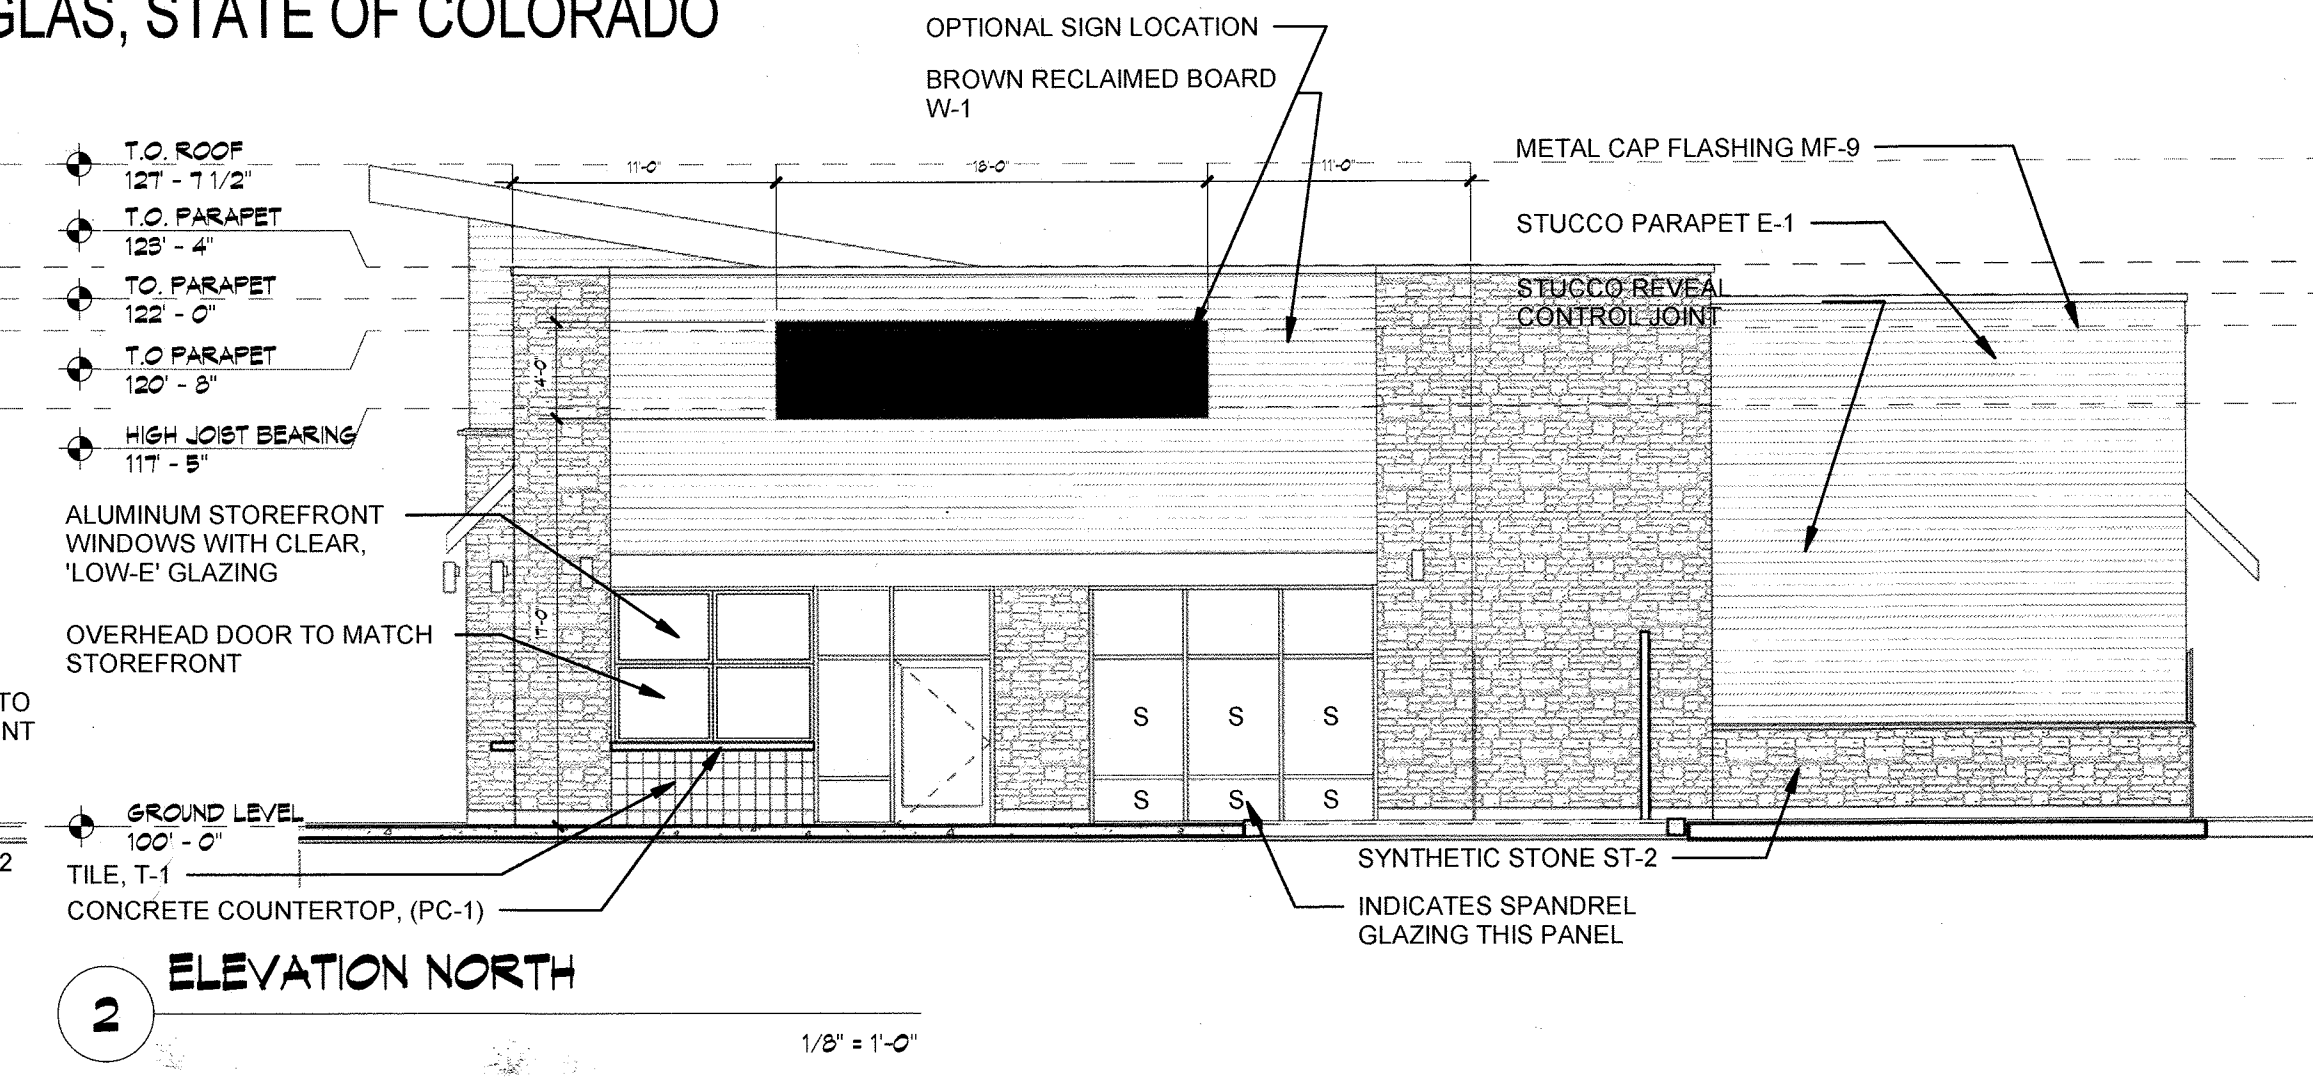 GLAS, STATE OF COLORADO
OPTIONAL SIGN LOCATION
BROWN RECLAIMED BOARD
W-1
METAL CAP FLASHING MF-9
STUCCO PARAPET E-1
STUCCO REVEAL
CONTROL JOINT
T.O. ROOF
127' - 7 1/2"
T.O. PARAPET
123' - 4"
TO. PARAPET
122' - 0"
T.O PARAPET
120' - 8"
HIGH JOIST BEARING
117' - 5"
11'-0"
18'-0"
11'-0"
4'-0"
17'-0"
ALUMINUM STOREFRONT
WINDOWS WITH CLEAR,
'LOW-E' GLAZING
OVERHEAD DOOR TO MATCH
STOREFRONT
TO
NT
S S S
S S S
GROUND LEVEL
100' - 0"
2
TILE, T-1
CONCRETE COUNTERTOP, (PC-1)
SYNTHETIC STONE ST-2
INDICATES SPANDREL
GLAZING THIS PANEL
2
ELEVATION NORTH
1/8" = 1'-0"